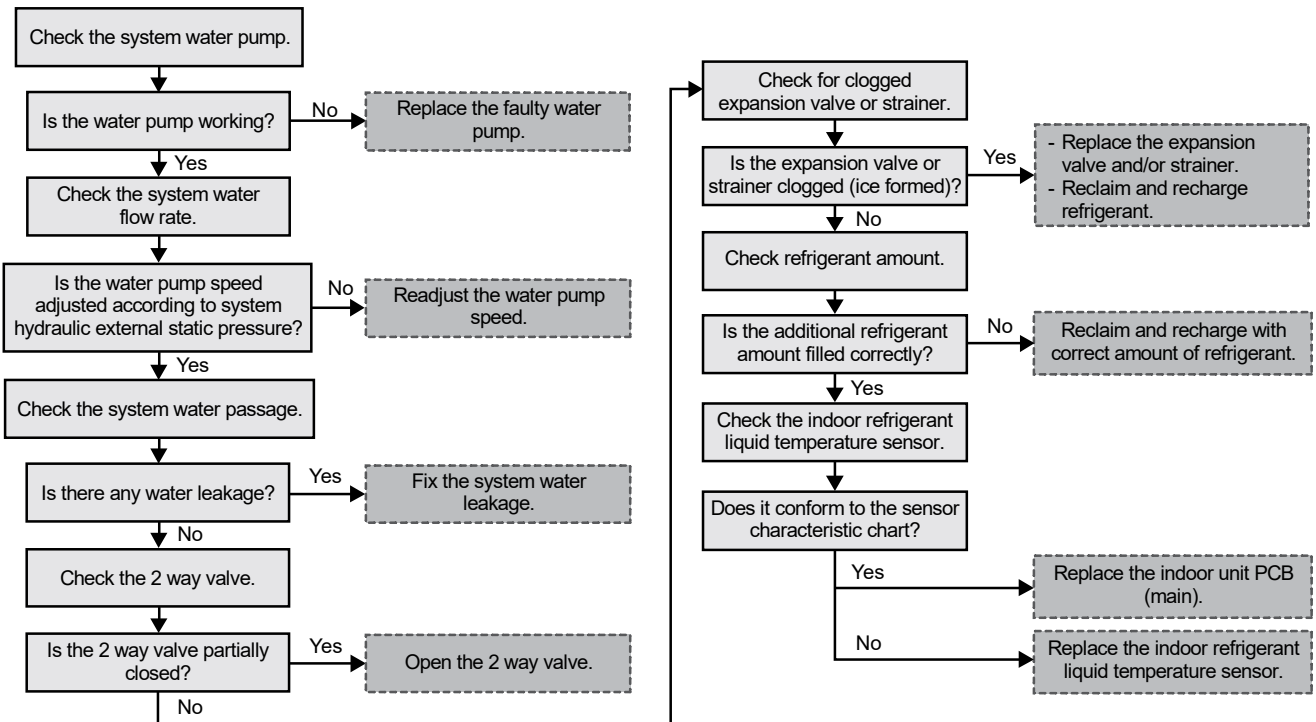 Check the system water pump.
Is the water pump working?
No
Replace the faulty water
pump.
Yes
Check the system water
flow rate.
Is the water pump speed
adjusted according to system
hydraulic external static pressure?
No
Readjust the water pump
speed.
Yes
Check the system water passage.
Is there any water leakage?
Yes
Fix the system water
leakage.
No
Check the 2 way valve.
Is the 2 way valve partially
closed?
Yes
Open the 2 way valve.
No
Check for clogged
expansion valve or strainer.
Is the expansion valve or
strainer clogged (ice formed)?
Yes
- Replace the expansion
valve and/or strainer.
- Reclaim and recharge
refrigerant.
No
Check refrigerant amount.
Is the additional refrigerant
amount filled correctly?
No
Reclaim and recharge with
correct amount of refrigerant.
Yes
Check the indoor refrigerant
liquid temperature sensor.
Does it conform to the sensor
characteristic chart?
Yes
Replace the indoor unit PCB
(main).
No
Replace the indoor refrigerant
liquid temperature sensor.